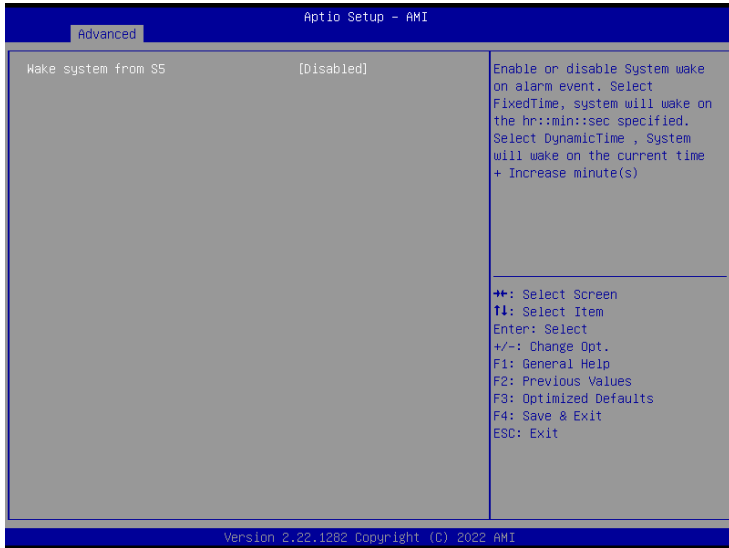 Aptio Setup – AMI
Advanced
Wake system from S5 [Disabled]
Enable or disable System wake
on alarm event. Select
FixedTime, system will wake on
the hr::min::sec specified.
Select DynamicTime , System
will wake on the current time
+ Increase minute(s)
→←: Select Screen
↑↓: Select Item
Enter: Select
+/-: Change Opt.
F1: General Help
F2: Previous Values
F3: Optimized Defaults
F4: Save & Exit
ESC: Exit
Version 2.22.1282 Copyright (C) 2022 AMI